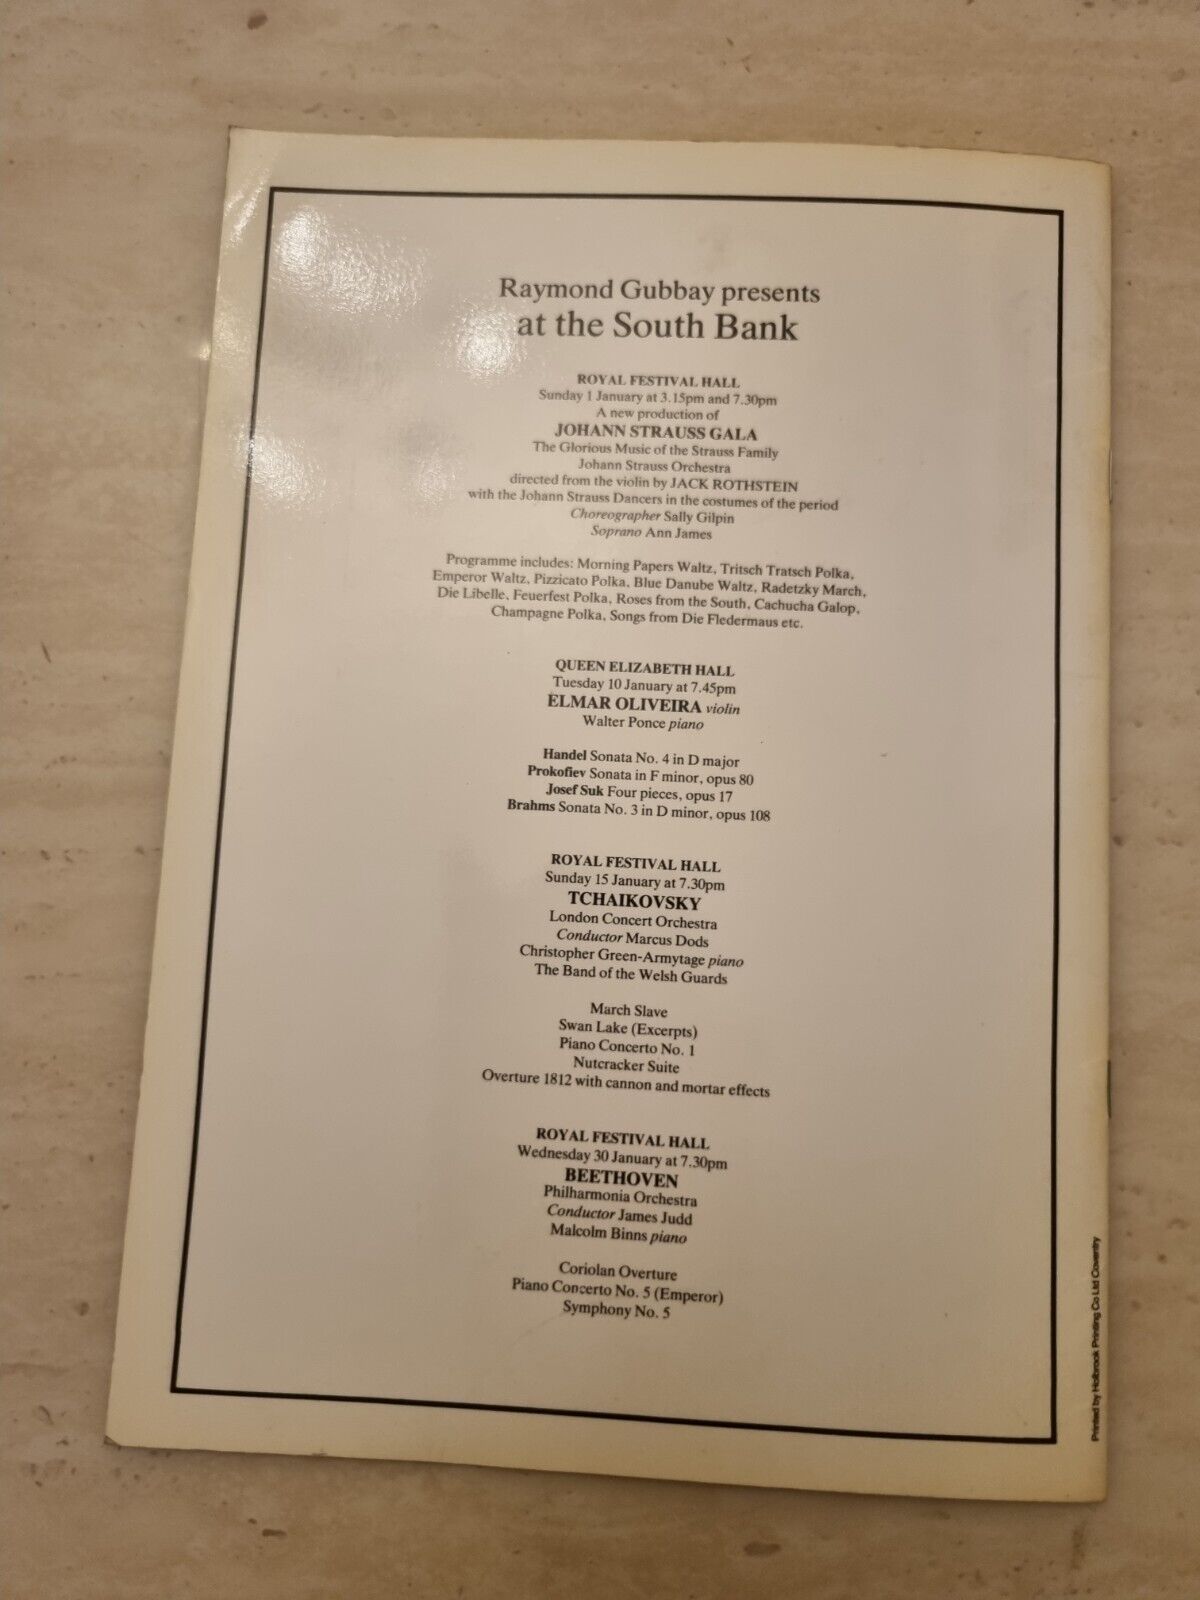 Raymond Gubbay presents
at the South Bank
ROYAL FESTIVAL HALL
Sunday 1 January at 3.15pm and 7.30pm
A new production of
JOHANN STRAUSS GALA
The Glorious Music of the Strauss Family
Johann Strauss Orchestra
directed from the violin by JACK ROTHSTEIN
with the Johann Strauss Dancers in the costumes of the period
Choreographer Sally Gilpin
Soprano Ann James
Programme includes: Morning Papers Waltz, Tritsch Tratsch Polka,
Emperor Waltz, Pizzicato Polka, Blue Danube Waltz, Radetzky March,
Die Libelle, Feuerfest Polka, Roses from the South, Cachucha Galop,
Champagne Polka, Songs from Die Fledermaus etc.
QUEEN ELIZABETH HALL
Tuesday 10 January at 7.45pm
ELMAR OLIVEIRA violin
Walter Ponce piano
Handel Sonata No. 4 in D major
Prokofiev Sonata in F minor, opus 80
Josef Suk Four pieces, opus 17
Brahms Sonata No. 3 in D minor, opus 108
ROYAL FESTIVAL HALL
Sunday 15 January at 7.30pm
TCHAIKOVSKY
London Concert Orchestra
Conductor Marcus Dods
Christopher Green-Armytage piano
The Band of the Welsh Guards
March Slave
Swan Lake (Excerpts)
Piano Concerto No. 1
Nutcracker Suite
Overture 1812 with cannon and mortar effects
ROYAL FESTIVAL HALL
Wednesday 30 January at 7.30pm
BEETHOVEN
Philharmonia Orchestra
Conductor James Judd
Malcolm Binns piano
Coriolan Overture
Piano Concerto No. 5 (Emperor)
Symphony No. 5
Printed by Holbrook Printing Co Ltd Coventry